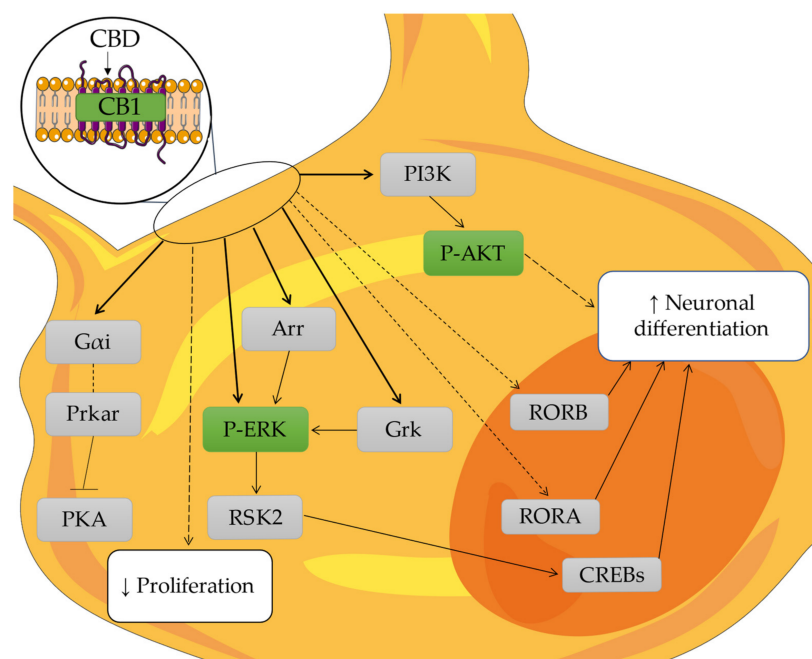 CBD
CB1
PI3K
P-AKT
↑ Neuronal
differentiation
Gαi
Arr
Prkar
P-ERK
Grk
RORB
PKA
RSK2
RORA
CREBs
↓ Proliferation